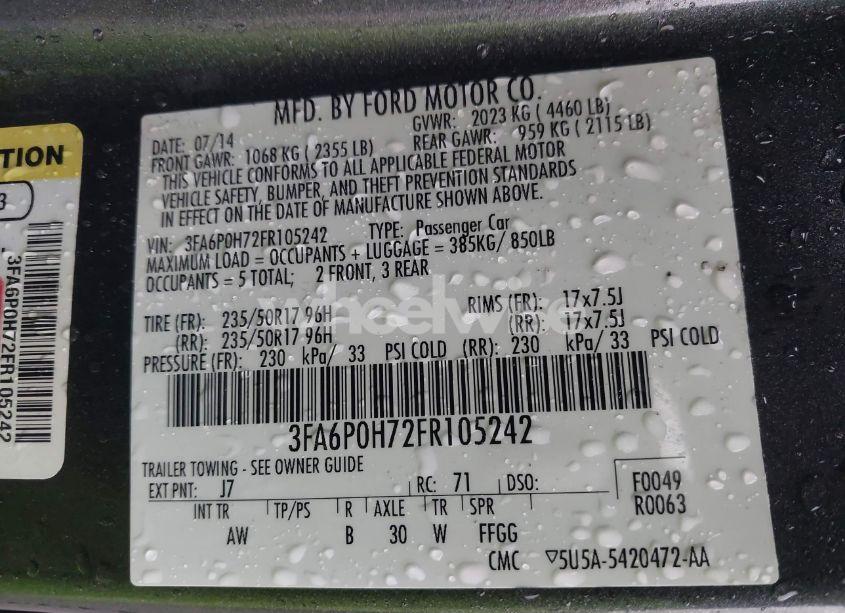 MFD. BY FORD MOTOR CO.
DATE: 07/14 GVWR: 2023 KG ( 4460 LB)
FRONT GAWR: 1068 KG ( 2355 LB) REAR GAWR: 959 KG ( 2115 LB)
THIS VEHICLE CONFORMS TO ALL APPLICABLE FEDERAL MOTOR
VEHICLE SAFETY, BUMPER, AND THEFT PREVENTION STANDARDS
IN EFFECT ON THE DATE OF MANUFACTURE SHOWN ABOVE.
VIN: 3FA6P0H72FR105242 TYPE: Passenger Car
MAXIMUM LOAD = OCCUPANTS + LUGGAGE = 385KG/ 850LB
OCCUPANTS = 5 TOTAL; 2 FRONT, 3 REAR
TIRE (FR): 235/50R17 96H RIMS (FR): 17x7.5J
(RR): 235/50R17 96H (RR): 17x7.5J
PRESSURE (FR): 230 kPa/ 33 PSI COLD (RR): 230 kPa/ 33 PSI COLD
3FA6P0H72FR105242
TRAILER TOWING - SEE OWNER GUIDE
EXT PNT: J7 RC: 71 DSO: F0049
INT TR TP/PS R AXLE TR SPR R0063
AW B 30 W FFGG
CMC ▽5U5A-5420472-AA
TION
3
3FA6P0H72FR105242